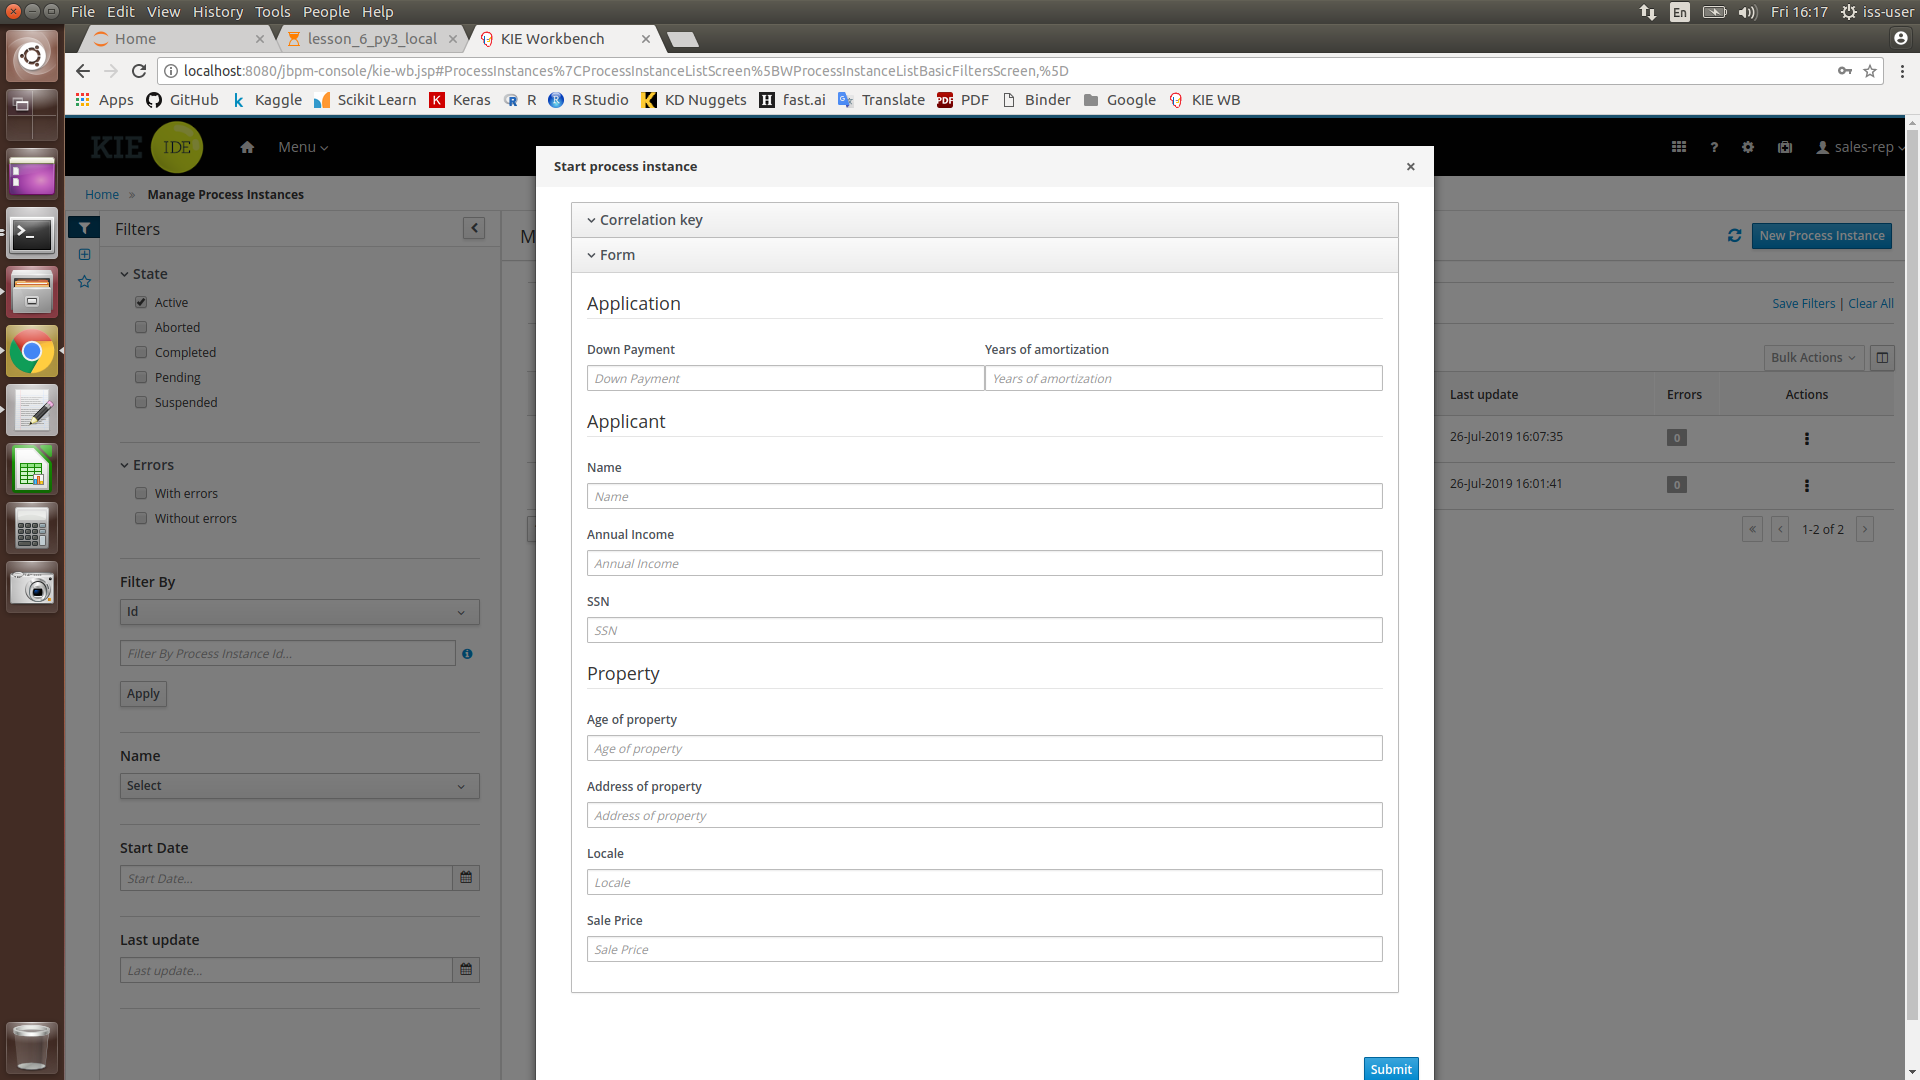 File Edit View History Tools People Help
En Fri 16:17 iss-user
Home lesson_6_py3_local KIE Workbench
localhost:8080/jbpm-console/kie-wb.jsp#ProcessInstances%7CProcessInstanceListScreen%5BWProcessInstanceListBasicFiltersScreen,%5D
Apps GitHub Kaggle Scikit Learn Keras R R Studio KD Nuggets fast.ai Translate PDF Binder Google KIE WB
KIE IDE Menu sales-rep
Home » Manage Process Instances
Filters
State
Active
Aborted
Completed
Pending
Suspended
Errors
With errors
Without errors
Filter By
Id
Filter By Process Instance Id...
Apply
Name
Select
Start Date
Start Date...
Last update
Last update...
Start process instance ×
Correlation key
Form
Application
Down Payment Years of amortization
Down Payment Years of amortization
Applicant
Name
Name
Annual Income
Annual Income
SSN
SSN
Property
Age of property
Age of property
Address of property
Address of property
Locale
Locale
Sale Price
Sale Price
Submit
M
New Process Instance
Save Filters | Clear All
Bulk Actions
Last update Errors Actions
26-Jul-2019 16:07:35 0
26-Jul-2019 16:01:41 0
« ‹ 1-2 of 2 ›